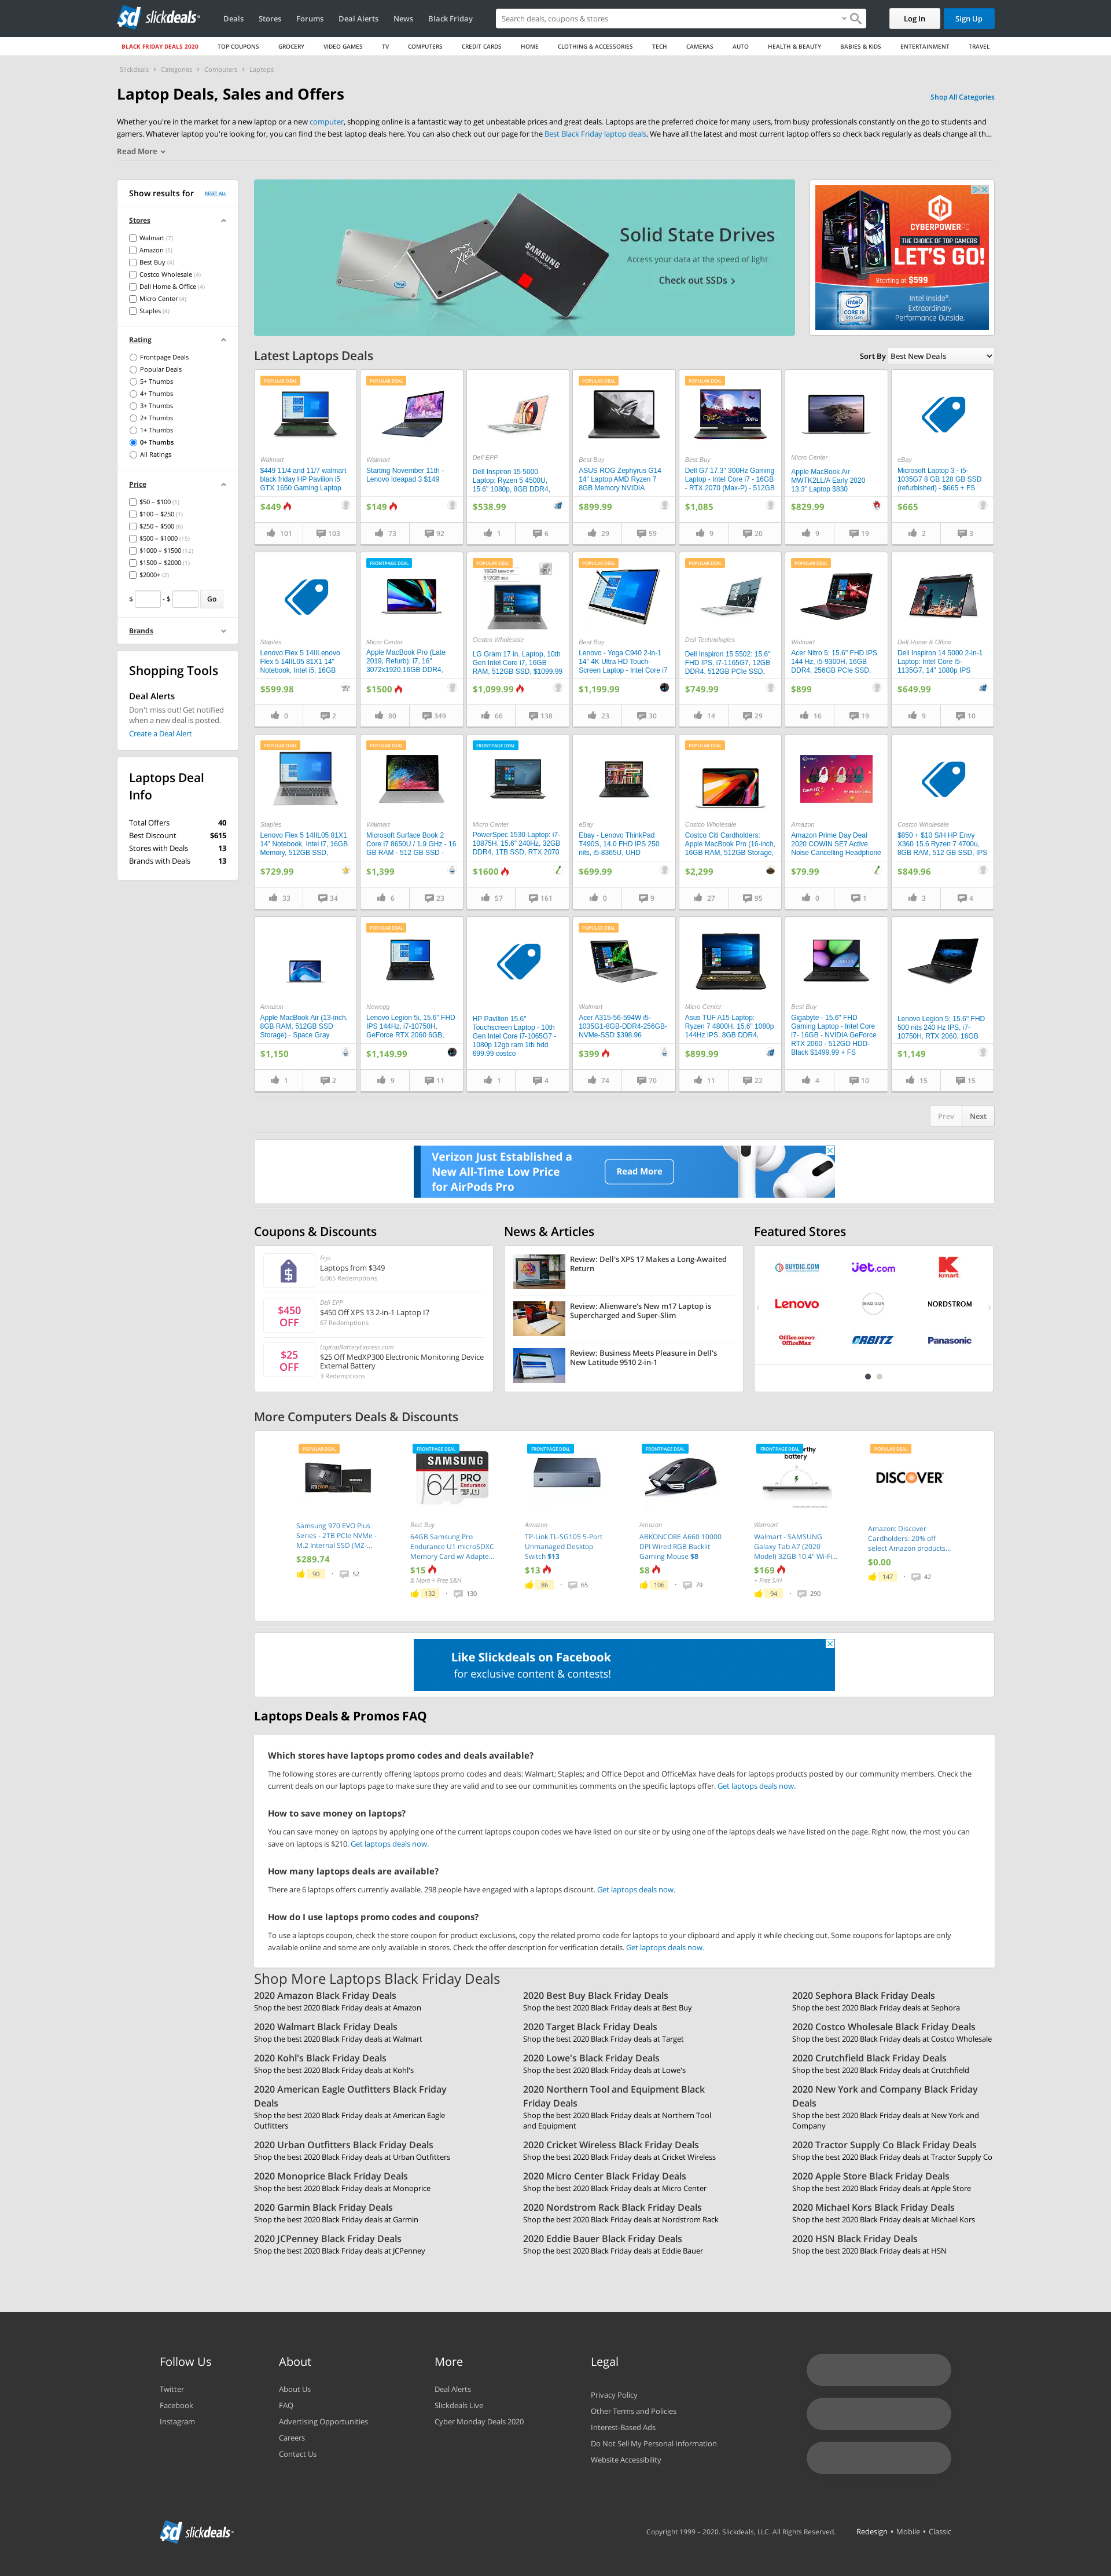 sd slickdeals
Deals Stores Forums Deal Alerts News Black Friday
Search deals, coupons & stores
Log In
Sign Up
BLACK FRIDAY DEALS 2020 TOP COUPONS GROCERY VIDEO GAMES TV COMPUTERS CREDIT CARDS HOME CLOTHING & ACCESSORIES TECH CAMERAS AUTO HEALTH & BEAUTY BABIES & KIDS ENTERTAINMENT TRAVEL
Slickdeals › Categories › Computers › Laptops
Laptop Deals, Sales and Offers
Shop All Categories
Whether you're in the market for a new laptop or a new computer, shopping online is a fantastic way to get unbeatable prices and great deals. Laptops are the preferred choice for many users, from busy professionals constantly on the go to students and
gamers. Whatever laptop you're looking for, you can find the best laptop deals here. You can also check out our page for the Best Black Friday laptop deals. We have all the latest and most current laptop offers so check back regularly as deals change all th...
Read More
Show results for
RESET ALL
Stores
Walmart (7)
Amazon (5)
Best Buy (4)
Costco Wholesale (4)
Dell Home & Office (4)
Micro Center (4)
Staples (4)
Rating
Frontpage Deals
Popular Deals
5+ Thumbs
4+ Thumbs
3+ Thumbs
2+ Thumbs
1+ Thumbs
0+ Thumbs
All Ratings
Price
$50 – $100 (1)
$100 – $250 (1)
$250 – $500 (6)
$500 – $1000 (15)
$1000 – $1500 (12)
$1500 – $2000 (1)
$2000+ (2)
$ - $ Go
Brands
Shopping Tools
Deal Alerts
Don't miss out! Get notified
when a new deal is posted.
Create a Deal Alert
Laptops Deal
Info
Total Offers 40
Best Discount $615
Stores with Deals 13
Brands with Deals 13
SAMSUNG
Solid State Drives
Access your data at the speed of light
Check out SSDs
CYBERPOWERPC
THE CHOICE OF TOP GAMERS
LET'S GO!
Starting at $599
intel CORE i9 9th Gen
Intel Inside®.
Extraordinary
Performance Outside.
Latest Laptops Deals
Sort By Best New Deals
POPULAR DEAL
Walmart
$449 11/4 and 11/7 walmart
black friday HP Pavilion i5
GTX 1650 Gaming Laptop
$449
101 103
POPULAR DEAL
Walmart
Starting November 11th -
Lenovo Ideapad 3 $149
$149
73 92
Dell EPP
Dell Inspiron 15 5000
Laptop: Ryzen 5 4500U,
15.6" 1080p, 8GB DDR4,
$538.99
1 6
POPULAR DEAL
Best Buy
ASUS ROG Zephyrus G14
14" Laptop AMD Ryzen 7
8GB Memory NVIDIA
$899.99
29 59
POPULAR DEAL
Best Buy
Dell G7 17.3" 300Hz Gaming
Laptop - Intel Core i7 - 16GB
- RTX 2070 (Max-P) - 512GB
$1,085
9 20
Micro Center
Apple MacBook Air
MWTK2LL/A Early 2020
13.3" Laptop $830
$829.99
9 19
eBay
Microsoft Laptop 3 - i5-
1035G7 8 GB 128 GB SSD
(refurbished) - $665 + FS
$665
2 3
Staples
Lenovo Flex 5 14IILenovo
Flex 5 14IIL05 81X1 14"
Notebook, Intel i5, 16GB
$599.98
0 2
FRONTPAGE DEAL
Micro Center
Apple MacBook Pro (Late
2019, Refurb): i7, 16"
3072x1920,16GB DDR4,
$1500
80 349
POPULAR DEAL
16GB MEMORY
512GB SSD
Costco Wholesale
LG Gram 17 in. Laptop, 10th
Gen Intel Core i7, 16GB
RAM, 512GB SSD, $1099.99
$1,099.99
66 138
POPULAR DEAL
Best Buy
Lenovo - Yoga C940 2-in-1
14" 4K Ultra HD Touch-
Screen Laptop - Intel Core i7
$1,199.99
23 30
POPULAR DEAL
Dell Technologies
Dell Inspiron 15 5502: 15.6"
FHD IPS, i7-1165G7, 12GB
DDR4, 512GB PCIe SSD,
$749.99
14 29
POPULAR DEAL
Walmart
Acer Nitro 5: 15.6" FHD IPS
144 Hz, i5-9300H, 16GB
DDR4, 256GB PCIe SSD,
$899
16 19
Dell Home & Office
Dell Inspiron 14 5000 2-in-1
Laptop: Intel Core i5-
1135G7, 14" 1080p IPS
$649.99
9 10
POPULAR DEAL
Staples
Lenovo Flex 5 14IIL05 81X1
14" Notebook, Intel i7, 16GB
Memory, 512GB SSD,
$729.99
33 34
POPULAR DEAL
Walmart
Microsoft Surface Book 2
Core i7 8650U / 1.9 GHz - 16
GB RAM - 512 GB SSD -
$1,399
6 23
FRONTPAGE DEAL
Micro Center
PowerSpec 1530 Laptop: i7-
10875H, 15.6" 240Hz, 32GB
DDR4, 1TB SSD, RTX 2070
$1600
57 161
eBay
Ebay - Lenovo ThinkPad
T490S, 14.0 FHD IPS 250
nits, i5-8365U, UHD
$699.99
0 9
POPULAR DEAL
Costco Wholesale
Costco Citi Cardholders:
Apple MacBook Pro (16-inch,
16GB RAM, 512GB Storage,
$2,299
27 95
Amazon
Amazon Prime Day Deal
2020 COWIN SE7 Active
Noise Cancelling Headphone
$79.99
0 1
Costco Wholesale
$850 + $10 S/H HP Envy
X360 15.6 Ryzen 7 4700u,
8GB RAM, 512 GB SSD, IPS
$849.96
3 4
Amazon
Apple MacBook Air (13-inch,
8GB RAM, 512GB SSD
Storage) - Space Gray
$1,150
1 2
POPULAR DEAL
Newegg
Lenovo Legion 5i, 15.6" FHD
IPS 144Hz, i7-10750H,
GeForce RTX 2060 6GB,
$1,149.99
9 11
HP Pavilion 15.6"
Touchscreen Laptop - 10th
Gen Intel Core i7-1065G7 -
1080p 12gb ram 1tb hdd
699.99 costco
1 4
POPULAR DEAL
Walmart
Acer A315-56-594W i5-
1035G1-8GB-DDR4-256GB-
NVMe-SSD $398.96
$399
74 70
Micro Center
Asus TUF A15 Laptop:
Ryzen 7 4800H, 15.6" 1080p
144Hz IPS. 8GB DDR4,
$899.99
11 22
Best Buy
Gigabyte - 15.6" FHD
Gaming Laptop - Intel Core
i7- 16GB - NVIDIA GeForce
RTX 2060 - 512GD HDD-
Black $1499.99 + FS
4 10
Lenovo Legion 5: 15.6" FHD
500 nits 240 Hz IPS, i7-
10750H, RTX 2060, 16GB
$1,149
15 15
Prev Next
Verizon Just Established a
New All-Time Low Price
for AirPods Pro
Read More
Coupons & Discounts
Frys
Laptops from $349
6,065 Redemptions
$450
OFF
Dell EPP
$450 Off XPS 13 2-in-1 Laptop I7
67 Redemptions
$25
OFF
LaptopBatteryExpress.com
$25 Off MedXP300 Electronic Monitoring Device
External Battery
3 Redemptions
News & Articles
Review: Dell's XPS 17 Makes a Long-Awaited
Return
Review: Alienware's New m17 Laptop is
Supercharged and Super-Slim
Review: Business Meets Pleasure in Dell's
New Latitude 9510 2-in-1
Featured Stores
BUYDIG.COM
jet.com
kmart
Lenovo
MADISON
NORDSTROM
Office DEPOT
OfficeMax
ORBITZ
Panasonic
More Computers Deals & Discounts
POPULAR DEAL
Samsung 970 EVO Plus
Series - 2TB PCIe NVMe -
M.2 Internal SSD (MZ-...
$289.74
90 52
FRONTPAGE DEAL
SAMSUNG
64 PRO
Endurance
Best Buy
64GB Samsung Pro
Endurance U1 microSDXC
Memory Card w/ Adapte...
$15
& More + Free S&H
132 130
FRONTPAGE DEAL
Amazon
TP-Link TL-SG105 5-Port
Unmanaged Desktop
Switch $13
$13
86 65
FRONTPAGE DEAL
Amazon
ABKONCORE A660 10000
DPI Wired RGB Backlit
Gaming Mouse $8
$8
106 79
FRONTPAGE DEAL
battery
Walmart
Walmart - SAMSUNG
Galaxy Tab A7 (2020
Model) 32GB 10.4" Wi-Fi...
$169
+ Free S/H
94 290
POPULAR DEAL
DISCOVER
Amazon: Discover
Cardholders: 20% off
select Amazon products...
$0.00
147 42
Like Slickdeals on Facebook
for exclusive content & contests!
Laptops Deals & Promos FAQ
Which stores have laptops promo codes and deals available?
The following stores are currently offering laptops promo codes and deals: Walmart; Staples; and Office Depot and OfficeMax have deals for laptops products posted by our community members. Check the
current deals on our laptops page to make sure they are valid and to see our communities comments on the specific laptops offer. Get laptops deals now.
How to save money on laptops?
You can save money on laptops by applying one of the current laptops coupon codes we have listed on our site or by using one of the laptops deals we have listed on the page. Right now, the most you can
save on laptops is $210. Get laptops deals now.
How many laptops deals are available?
There are 6 laptops offers currently available. 298 people have engaged with a laptops discount. Get laptops deals now.
How do I use laptops promo codes and coupons?
To use a laptops coupon, check the store coupon for product exclusions, copy the related promo code for laptops to your clipboard and apply it while checking out. Some coupons for laptops are only
available online and some are only available in stores. Check the offer description for verification details. Get laptops deals now.
Shop More Laptops Black Friday Deals
2020 Amazon Black Friday Deals
Shop the best 2020 Black Friday deals at Amazon
2020 Best Buy Black Friday Deals
Shop the best 2020 Black Friday deals at Best Buy
2020 Sephora Black Friday Deals
Shop the best 2020 Black Friday deals at Sephora
2020 Walmart Black Friday Deals
Shop the best 2020 Black Friday deals at Walmart
2020 Target Black Friday Deals
Shop the best 2020 Black Friday deals at Target
2020 Costco Wholesale Black Friday Deals
Shop the best 2020 Black Friday deals at Costco Wholesale
2020 Kohl's Black Friday Deals
Shop the best 2020 Black Friday deals at Kohl's
2020 Lowe's Black Friday Deals
Shop the best 2020 Black Friday deals at Lowe's
2020 Crutchfield Black Friday Deals
Shop the best 2020 Black Friday deals at Crutchfield
2020 American Eagle Outfitters Black Friday
Deals
Shop the best 2020 Black Friday deals at American Eagle
Outfitters
2020 Northern Tool and Equipment Black
Friday Deals
Shop the best 2020 Black Friday deals at Northern Tool
and Equipment
2020 New York and Company Black Friday
Deals
Shop the best 2020 Black Friday deals at New York and
Company
2020 Urban Outfitters Black Friday Deals
Shop the best 2020 Black Friday deals at Urban Outfitters
2020 Cricket Wireless Black Friday Deals
Shop the best 2020 Black Friday deals at Cricket Wireless
2020 Tractor Supply Co Black Friday Deals
Shop the best 2020 Black Friday deals at Tractor Supply Co
2020 Monoprice Black Friday Deals
Shop the best 2020 Black Friday deals at Monoprice
2020 Micro Center Black Friday Deals
Shop the best 2020 Black Friday deals at Micro Center
2020 Apple Store Black Friday Deals
Shop the best 2020 Black Friday deals at Apple Store
2020 Garmin Black Friday Deals
Shop the best 2020 Black Friday deals at Garmin
2020 Nordstrom Rack Black Friday Deals
Shop the best 2020 Black Friday deals at Nordstrom Rack
2020 Michael Kors Black Friday Deals
Shop the best 2020 Black Friday deals at Michael Kors
2020 JCPenney Black Friday Deals
Shop the best 2020 Black Friday deals at JCPenney
2020 Eddie Bauer Black Friday Deals
Shop the best 2020 Black Friday deals at Eddie Bauer
2020 HSN Black Friday Deals
Shop the best 2020 Black Friday deals at HSN
Follow Us
Twitter
Facebook
Instagram
About
About Us
FAQ
Advertising Opportunities
Careers
Contact Us
More
Deal Alerts
Slickdeals Live
Cyber Monday Deals 2020
Legal
Privacy Policy
Other Terms and Policies
Interest-Based Ads
Do Not Sell My Personal Information
Website Accessibility
sd slickdeals
Copyright 1999 – 2020. Slickdeals, LLC. All Rights Reserved.
Redesign • Mobile • Classic